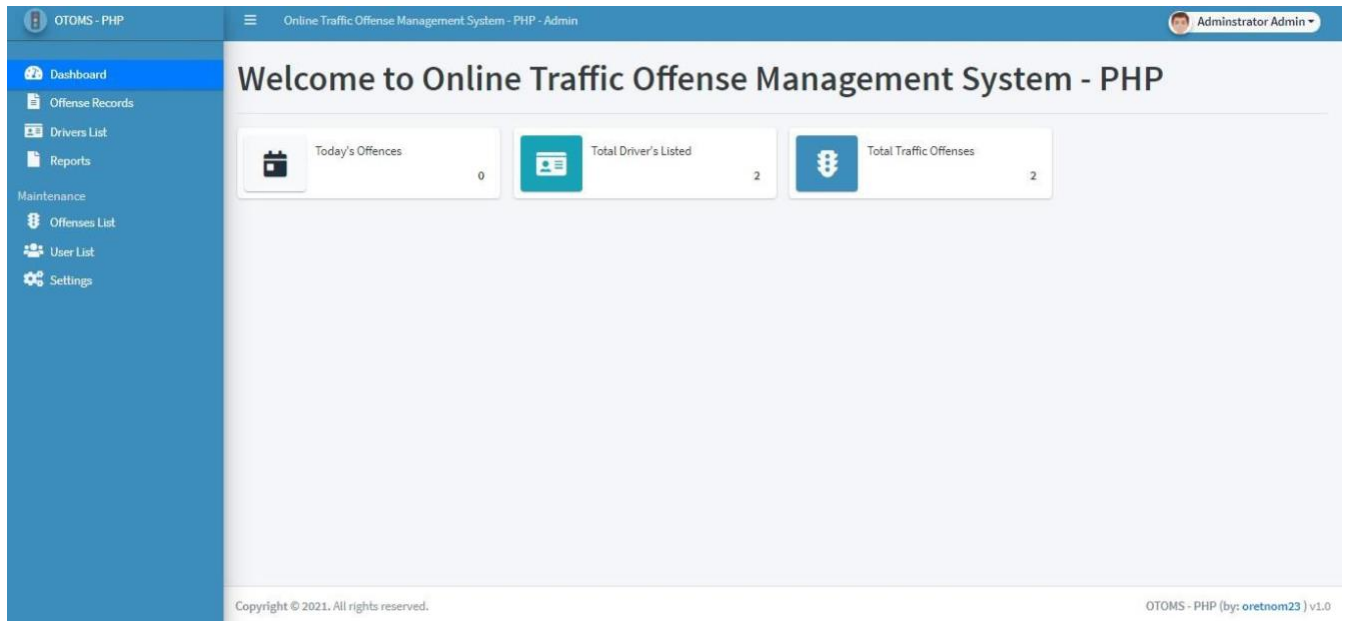 OTOMS - PHP
Online Traffic Offense Management System - PHP - Admin
Adminstrator Admin
Dashboard
Offense Records
Drivers List
Reports
Maintenance
Offenses List
User List
Settings
Welcome to Online Traffic Offense Management System - PHP
Today's Offences
0
Total Driver's Listed
2
Total Traffic Offenses
2
Copyright © 2021. All rights reserved.
OTOMS - PHP (by: oretnom23 ) v1.0